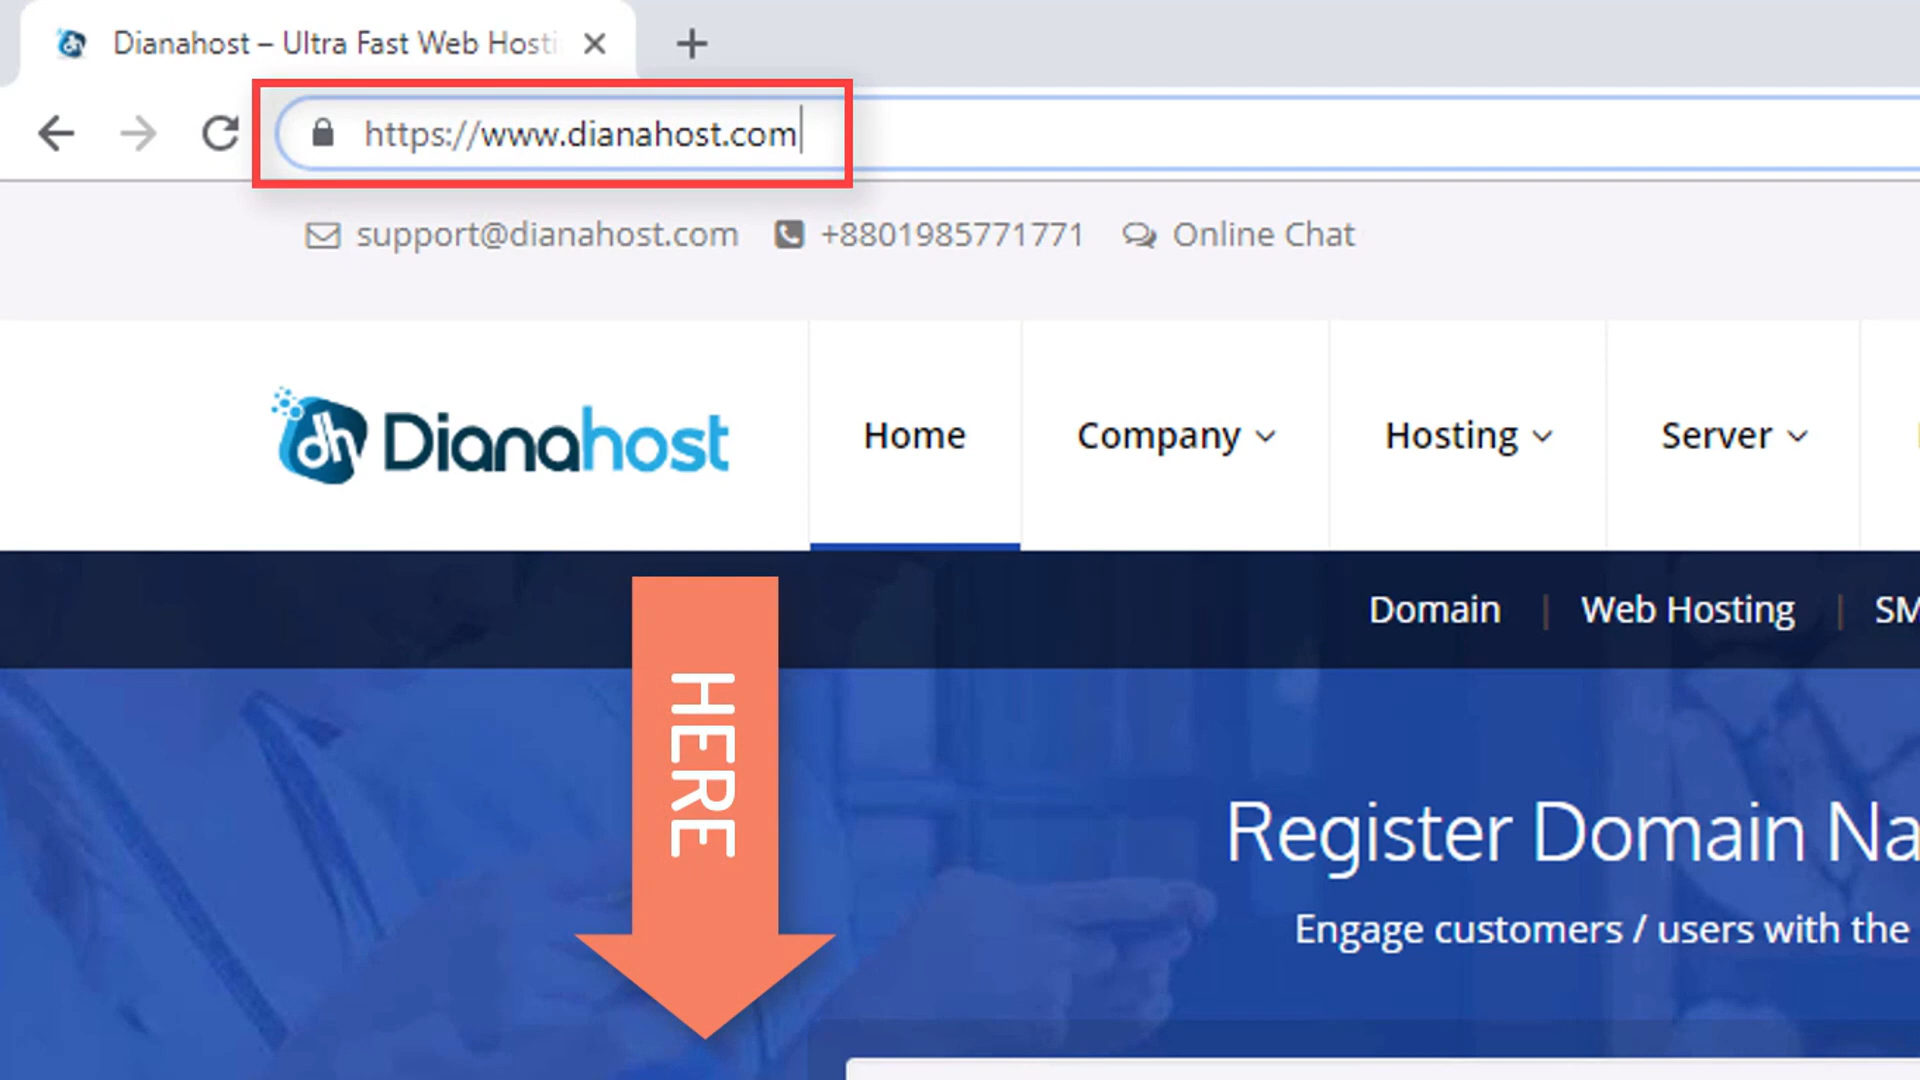 Dianahost – Ultra Fast Web Hosti
https://www.dianahost.com
support@dianahost.com +8801985771771 Online Chat
dh Dianahost Home Company Hosting Server
Domain | Web Hosting | SM
HERE
Register Domain Na
Engage customers / users with the